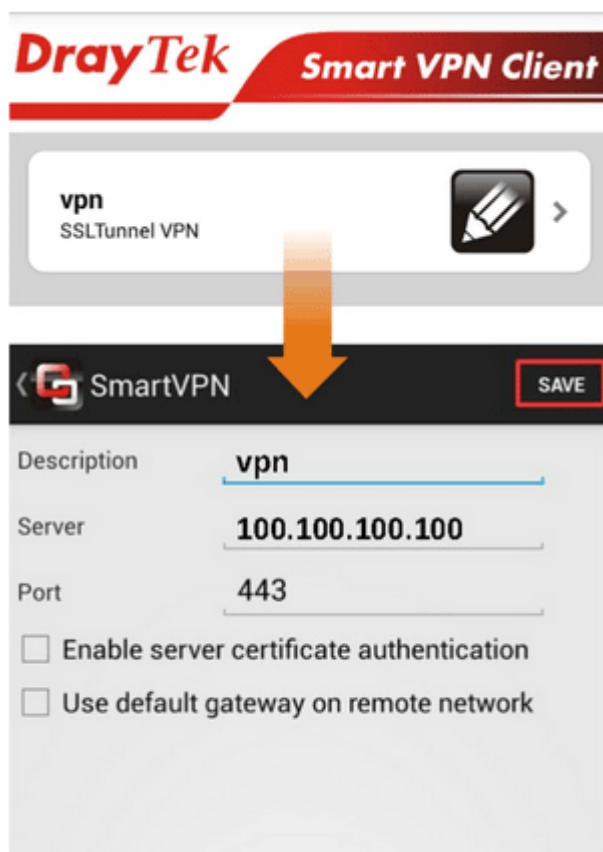 DrayTek Smart VPN Client
vpn
SSLTunnel VPN
SmartVPN SAVE
Description vpn
Server 100.100.100.100
Port 443
Enable server certificate authentication
Use default gateway on remote network